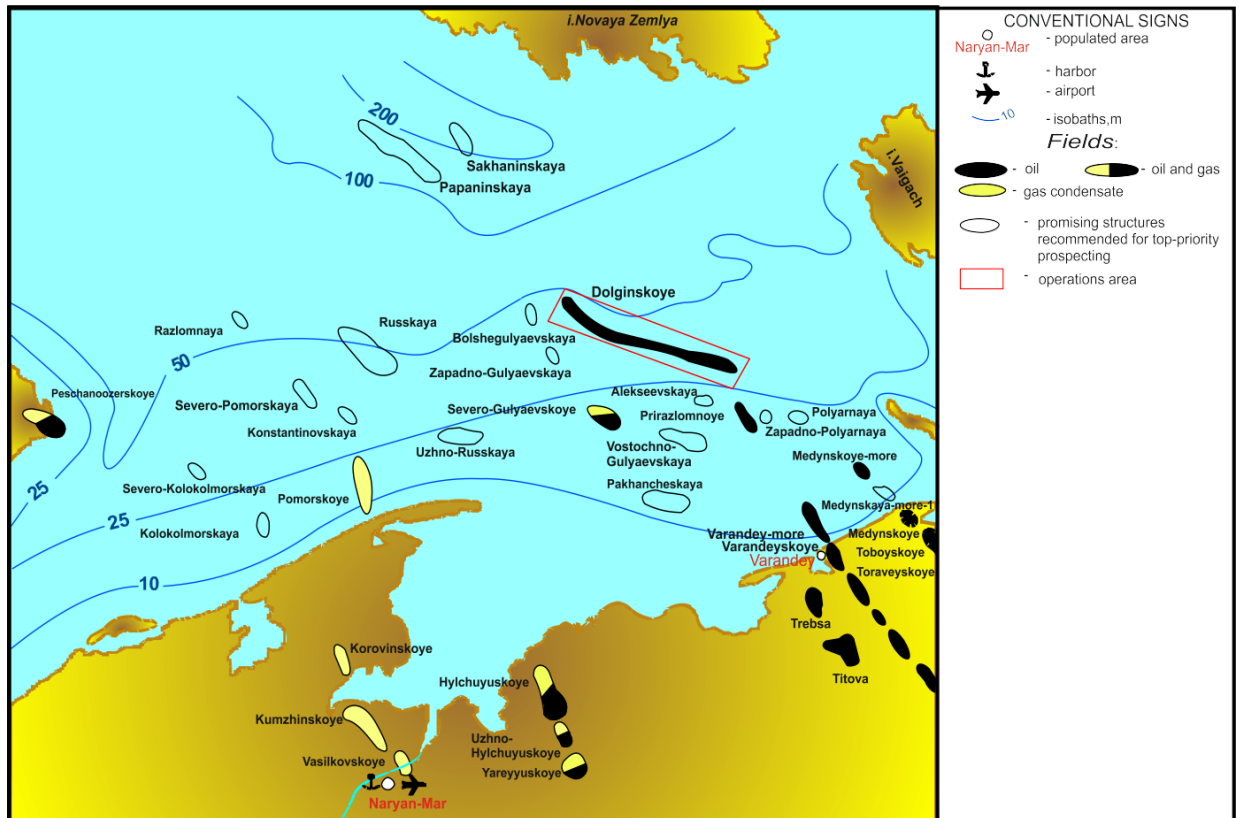 i.Novaya Zemlya
200
Sakhaninskaya
Papaninskaya
100
i.Vaigach
Dolginskoye
Razlomnaya
Russkaya
Bolshegulyaevskaya
50
Zapadno-Gulyaevskaya
Peschanoozerskoye
Severo-Pomorskaya
Konstantinovskaya
Severo-Gulyaevskoye
Alekseevskaya
Prirazlomnoye
Polyarnaya
Zapadno-Polyarnaya
Uzhno-Russkaya
Vostochno-
Gulyaevskaya
Medynskoye-more
25
Severo-Kolokolmorskaya
Pomorskoye
Pakhancheskaya
Medynskaya-more-1
25
Kolokolmorskaya
Varandey-more
Varandeyskoye
Varandey
Medynskoye
Toboyskoye
Toraveyskoye
10
Trebsa
Titova
Korovinskoye
Hylchuyuskoye
Kumzhinskoye
Uzhno-
Hylchuyuskoye
Vasilkovskoye
Yareyyuskoye
Naryan-Mar
CONVENTIONAL SIGNS
Naryan-Mar - populated area
- harbor
- airport
10 - isobaths,m
Fields:
- oil - oil and gas
- gas condensate
- promising structures
recommended for top-priority
prospecting
- operations area